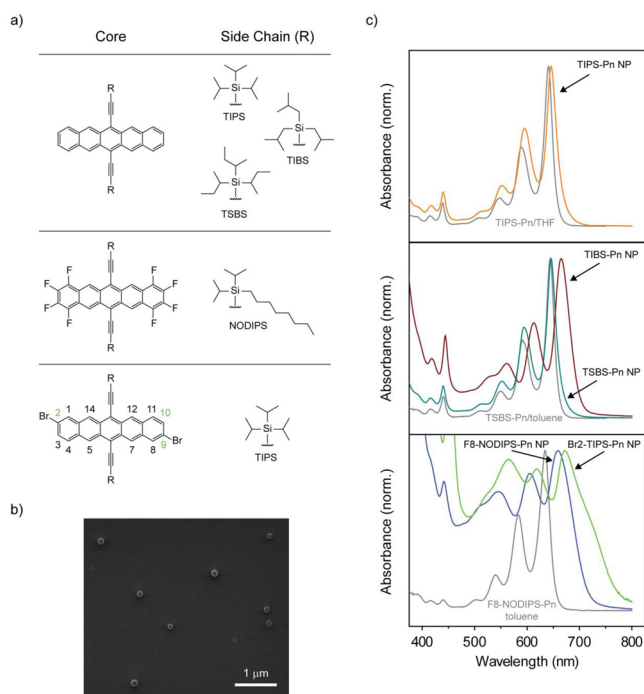 a)
Core
Side Chain (R)
R
R
Si
TIPS
Si
TIBS
Si
TSBS
R
F
F
F
F
F
F
F
F
R
Si
NODIPS
R
Br
2
1
14
12
11
10
3
4
5
7
8
9
Br
R
Si
TIPS
b)
1 μm
c)
Absorbance (norm.)
TIPS-Pn NP
TIPS-Pn/THF
Absorbance (norm.)
TIBS-Pn NP
TSBS-Pn NP
TSBS-Pn/toluene
Absorbance (norm.)
F8-NODIPS-Pn NP
Br2-TIPS-Pn NP
F8-NODIPS-Pn
toluene
400 500 600 700 800
Wavelength (nm)